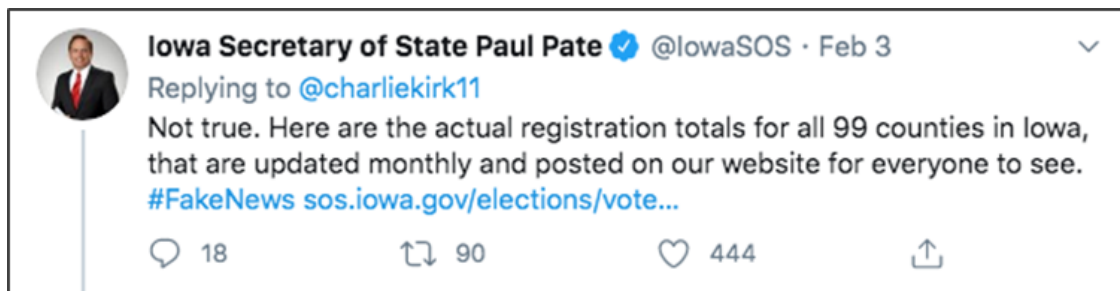 Iowa Secretary of State Paul Pate @IowaSOS · Feb 3
Replying to @charliekirk11
Not true. Here are the actual registration totals for all 99 counties in Iowa,
that are updated monthly and posted on our website for everyone to see.
#FakeNews sos.iowa.gov/elections/vote...
18 90 444